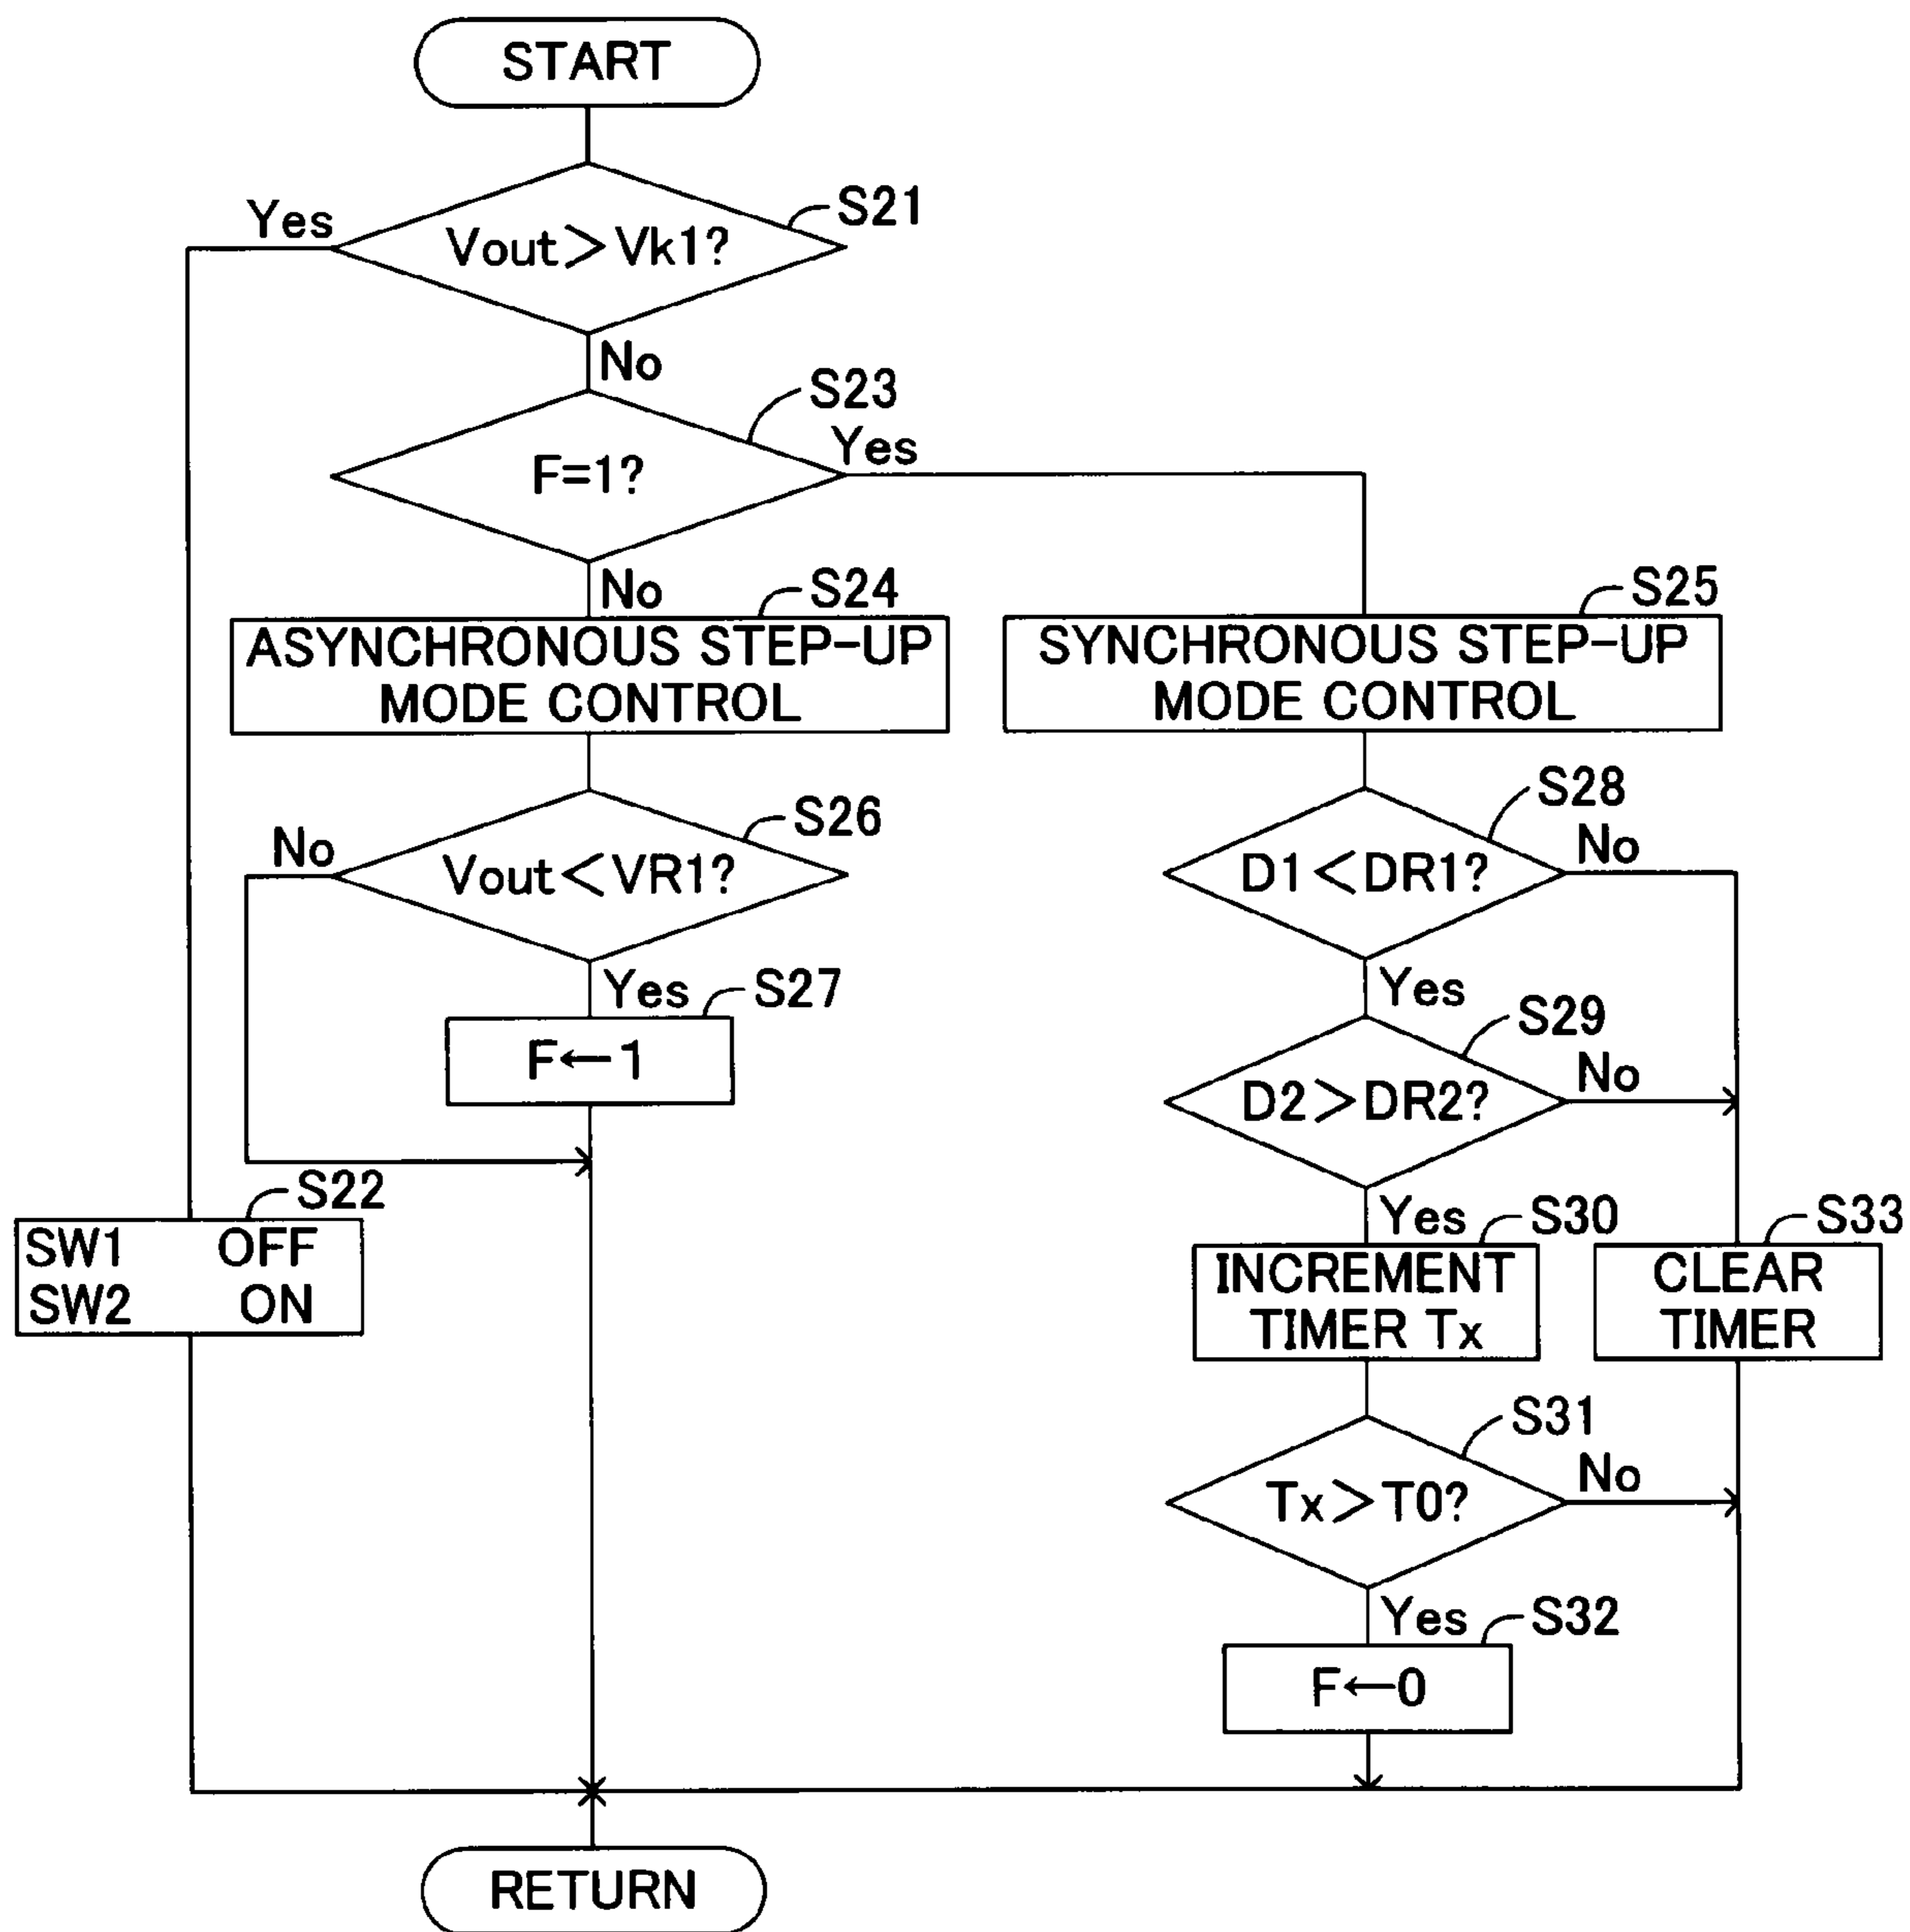 START
S21
Yes
Vout>Vk1?
No
S23
Yes
F=1?
No
S24
ASYNCHRONOUS STEP-UP
MODE CONTROL
S25
SYNCHRONOUS STEP-UP
MODE CONTROL
S26
No
Vout<VR1?
Yes
S27
F←1
S22
SW1 OFF
SW2 ON
S28
No
D1<DR1?
Yes
S29
No
D2>DR2?
Yes
S30
INCREMENT
TIMER Tx
S33
CLEAR
TIMER
S31
No
Tx>T0?
Yes
S32
F←0
RETURN